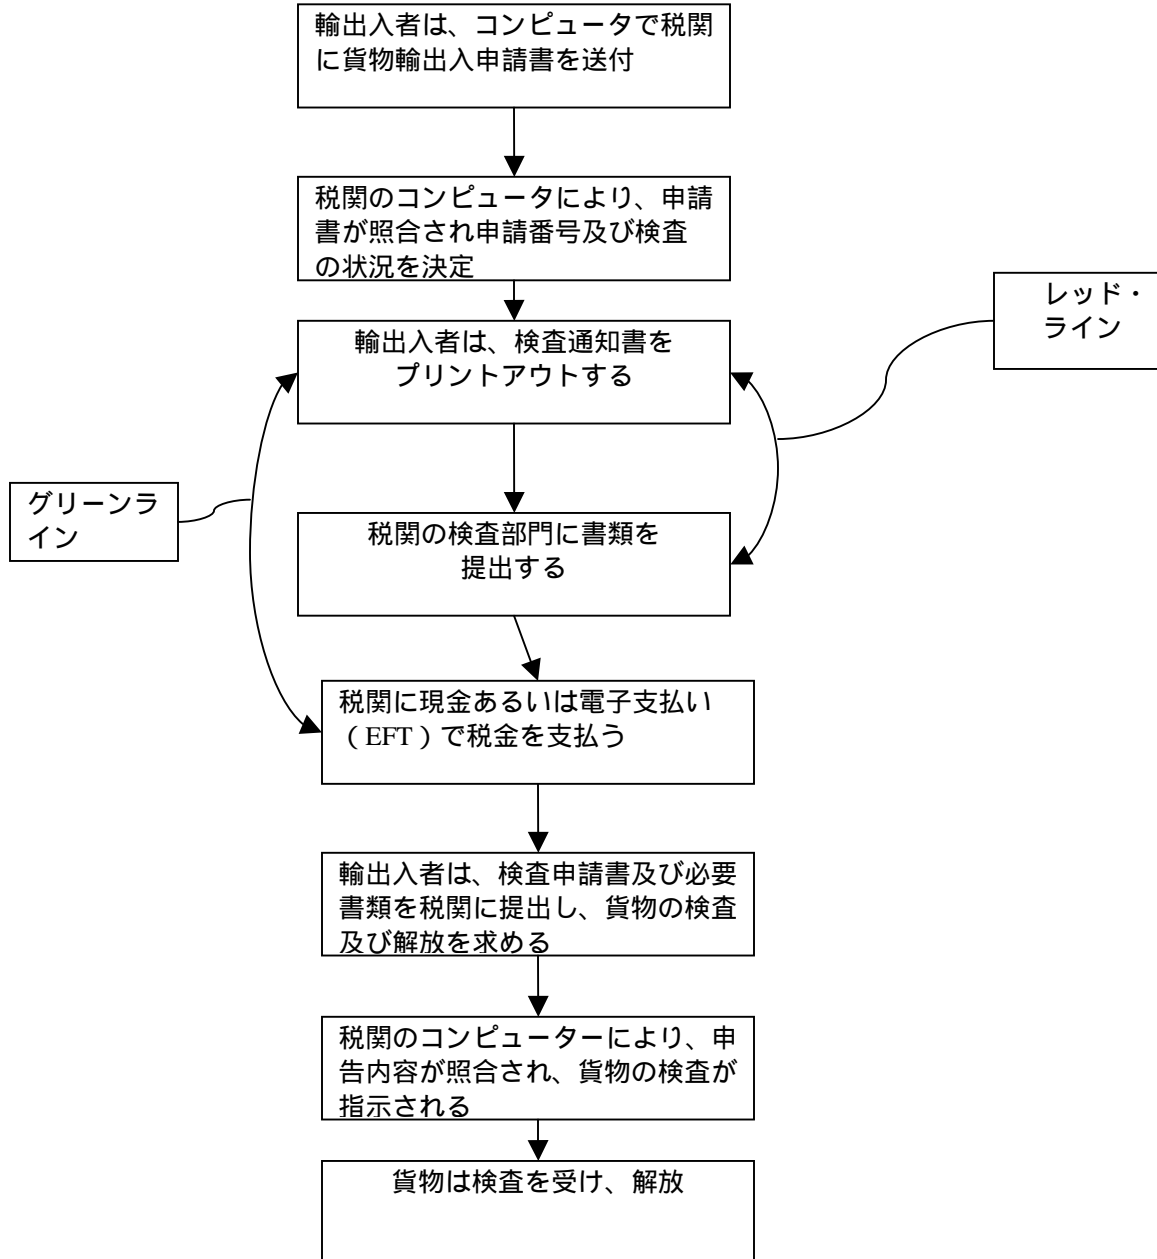 輸出入者は、コンピュータで税関
に貨物輸出入申請書を送付
税関のコンピュータにより、申請
書が照合され申請番号及び検査
の状況を決定
レッド・
ライン
輸出入者は、検査通知書を
プリントアウトする
グリーンラ
イン
税関の検査部門に書類を
提出する
税関に現金あるいは電子支払い
(EFT)で税金を支払う
輸出入者は、検査申請書及び必要
書類を税関に提出し、貨物の検査
及び解放を求める
税関のコンピューターにより、申
告内容が照合され、貨物の検査が
指示される
貨物は検査を受け、解放